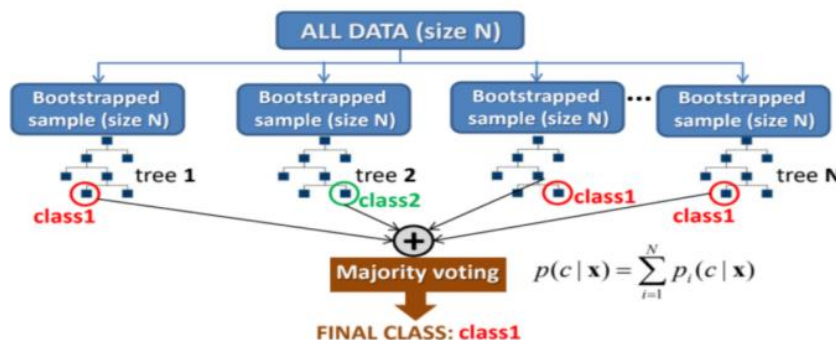 ALL DATA (size N)
Bootstrapped
sample (size N)
Bootstrapped
sample (size N)
Bootstrapped
sample (size N)
...
Bootstrapped
sample (size N)
tree 1
tree 2
tree N
class1
class2
class1
class1
+
Majority voting
p(c | x) = \sum_{i=1}^{N} p_i(c | x)
FINAL CLASS: class1